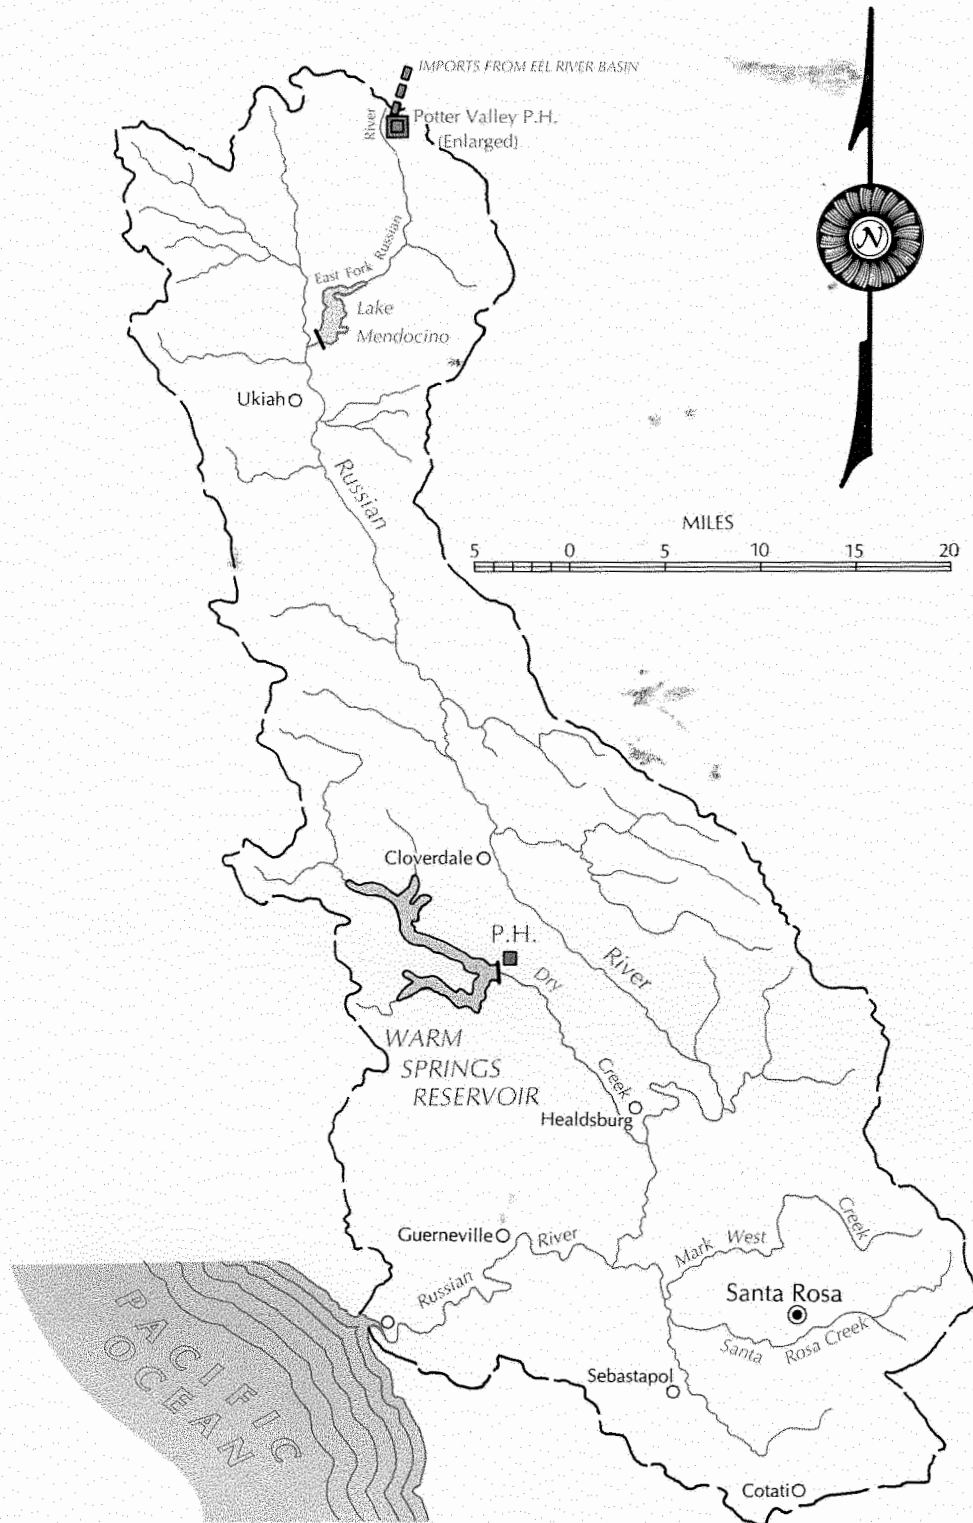 IMPORTS FROM EEL RIVER BASIN
River
Potter Valley P.H.
(Enlarged)
N
East Fork Russian
Lake
Mendocino
Ukiah
Russian
MILES
5 0 5 10 15 20
Cloverdale
P.H.
Dry
River
WARM
SPRINGS
RESERVOIR
Creek
Healdsburg
Guerneville
River
Mark West Creek
Russian
Santa Rosa
Santa Rosa Creek
PACIFIC
OCEAN
Sebastapol
Cotati